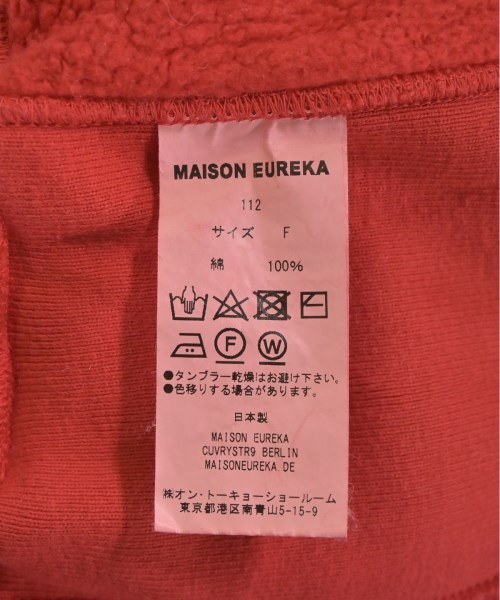 MAISON EUREKA
112
サイズ F
綿 100%
F W
●タンブラー乾燥はお避け下さい。
●色移りする場合があります。
日本製
MAISON EUREKA
CUVRYSTR9 BERLIN
MAISONEUREKA.DE
㈱オン・トーキョーショールーム
東京都港区南青山5-15-9